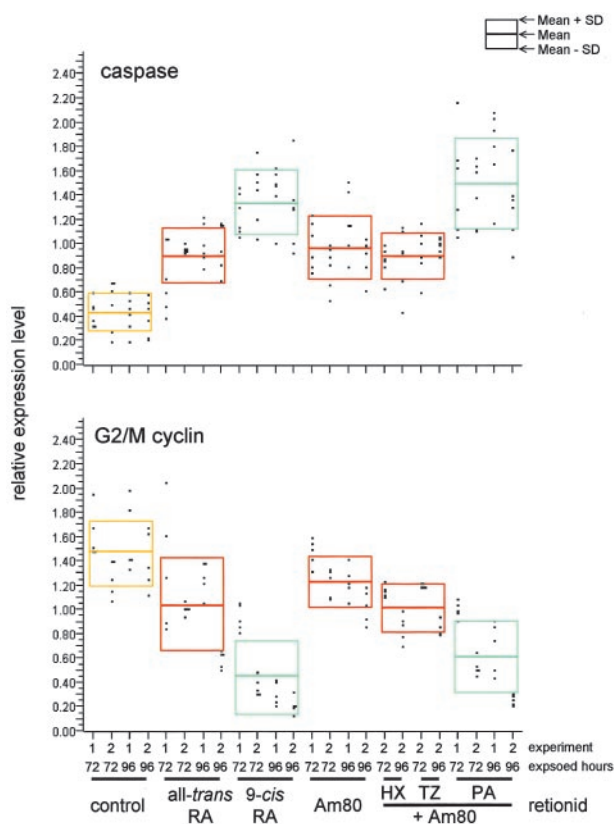 Mean + SD
Mean
Mean - SD
caspase
2.40
2.20
2.00
1.80
1.60
1.40
1.20
1.00
0.80
0.60
0.40
0.20
0.00
relative expression level
G2/M cyclin
2.40
2.20
2.00
1.80
1.60
1.40
1.20
1.00
0.80
0.60
0.40
0.20
0.00
1 2 1 2 1 2 1 2 1 2 1 2 1 2 1 2 1 2 1 2 1 2 1 2 experiment
72 72 96 96 72 72 96 96 72 72 96 96 72 72 96 96 72 96 72 96 72 72 96 96 expsoed hours
control all-trans RA 9-cis RA Am80 HX TZ PA retionid
+ Am80